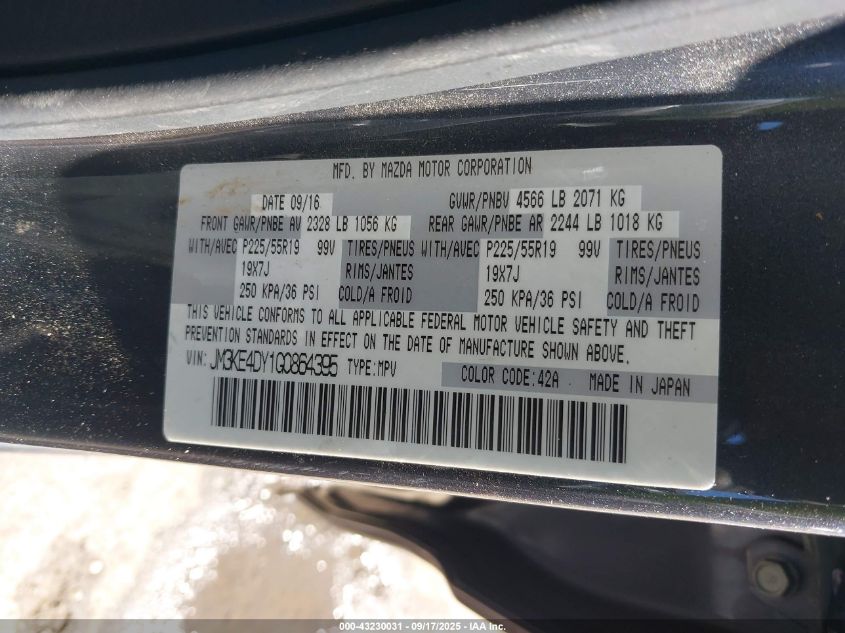 MFD. BY MAZDA MOTOR CORPORATION
DATE 09/16 GVWR/PNBV 4566 LB 2071 KG
FRONT GAWR/PNBE AV 2328 LB 1056 KG REAR GAWR/PNBE AR 2244 LB 1018 KG
WITH/AVEC P225/55R19 99V TIRES/PNEUS WITH/AVEC P225/55R19 99V TIRES/PNEUS
19X7J RIMS/JANTES 19X7J RIMS/JANTES
250 KPA/36 PSI COLD/A FROID 250 KPA/36 PSI COLD/A FROID
THIS VEHICLE CONFORMS TO ALL APPLICABLE FEDERAL MOTOR VEHICLE SAFETY AND THEFT
PREVENTION STANDARDS IN EFFECT ON THE DATE OF MANUFACTURE SHOWN ABOVE.
VIN: JM3KE4DY1G0864395 TYPE:MPV COLOR CODE:42A MADE IN JAPAN
000-43230031 - 09/17/2025 - IAA Inc.